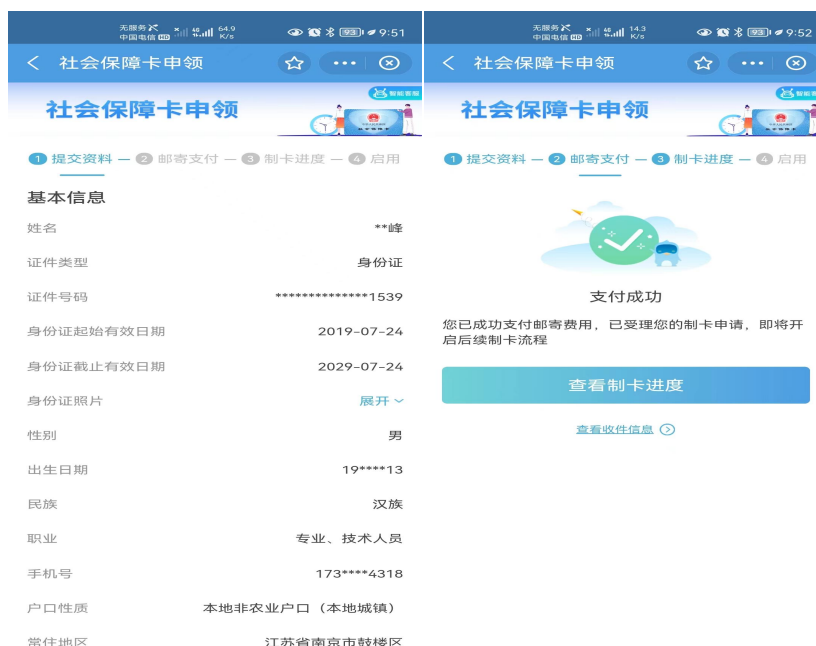 无服务
中国电信 HD
4G
64.9
K/s
93
9:51
社会保障卡申领
社会保障卡申领
1 提交资料 — 2 邮寄支付 — 3 制卡进度 — 4 启用
基本信息
姓名 **峰
证件类型 身份证
证件号码 **************1539
身份证起始有效日期 2019-07-24
身份证截止有效日期 2029-07-24
身份证照片 展开
性别 男
出生日期 19****13
民族 汉族
职业 专业、技术人员
手机号 173****4318
户口性质 本地非农业户口（本地城镇）
常住地区 江苏省南京市鼓楼区
无服务
中国电信 HD
4G
14.3
K/s
93
9:52
社会保障卡申领
社会保障卡申领
1 提交资料 — 2 邮寄支付 — 3 制卡进度 — 4 启用
支付成功
您已成功支付邮寄费用，已受理您的制卡申请，即将开
启后续制卡流程
查看制卡进度
查看收件信息